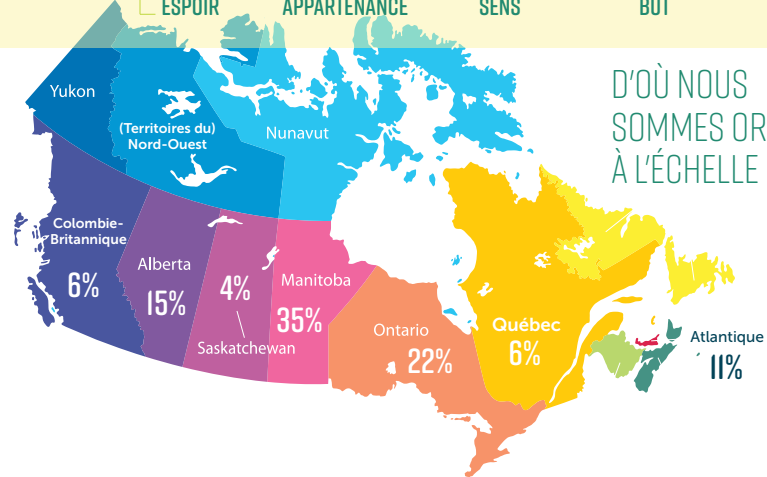 ESPOIR APPARTENANCE SENS BUT
D'OÙ NOUS
SOMMES OR
À L'ÉCHELLE
Yukon
(Territoires du)
Nord-Ouest
Nunavut
Colombie-
Britannique
6%
Alberta
15%
4%
Saskatchewan
Manitoba
35%
Ontario
22%
Québec
6%
Atlantique
11%